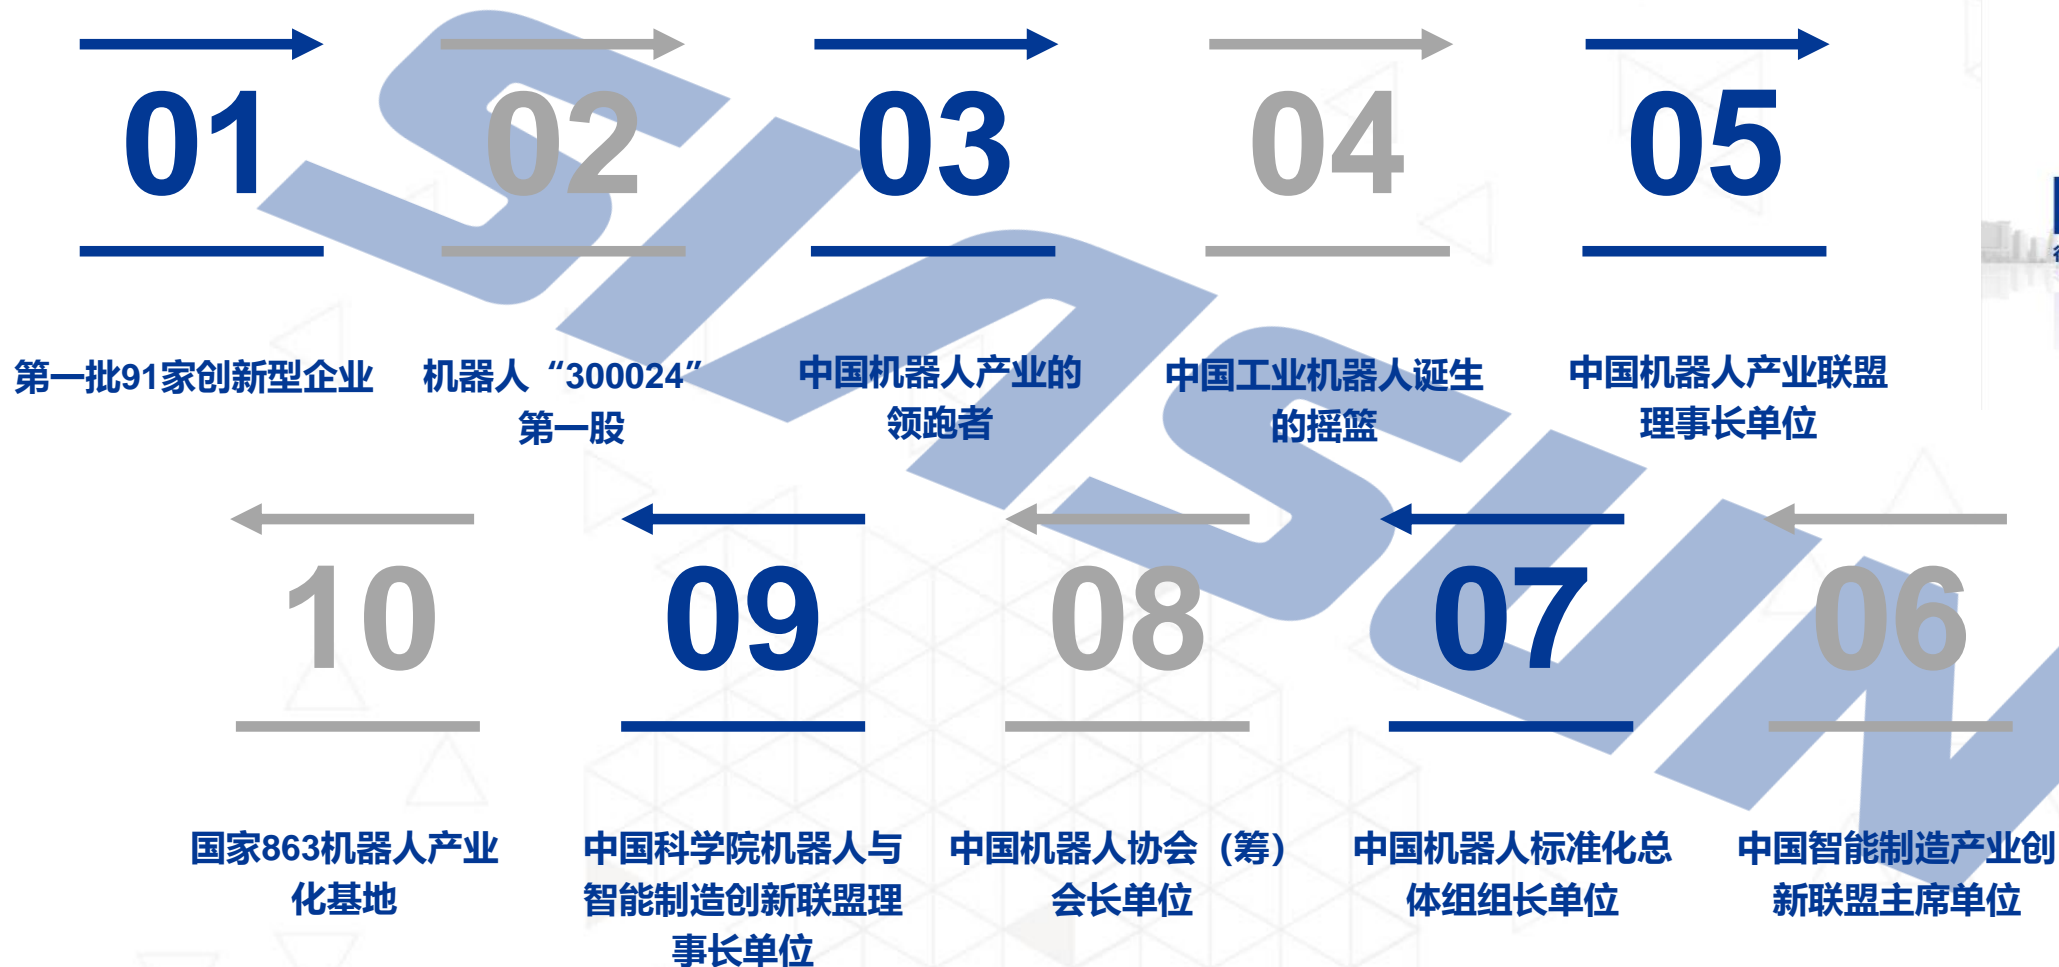 01
02
03
04
05
第一批91家创新型企业
机器人“300024”
第一股
中国机器人产业的
领跑者
中国工业机器人诞生
的摇篮
中国机器人产业联盟
理事长单位
10
09
08
07
06
国家863机器人产业
化基地
中国科学院机器人与
智能制造创新联盟理
事长单位
中国机器人协会（筹）
会长单位
中国机器人标准化总
体组组长单位
中国智能制造产业创
新联盟主席单位
SIASUN